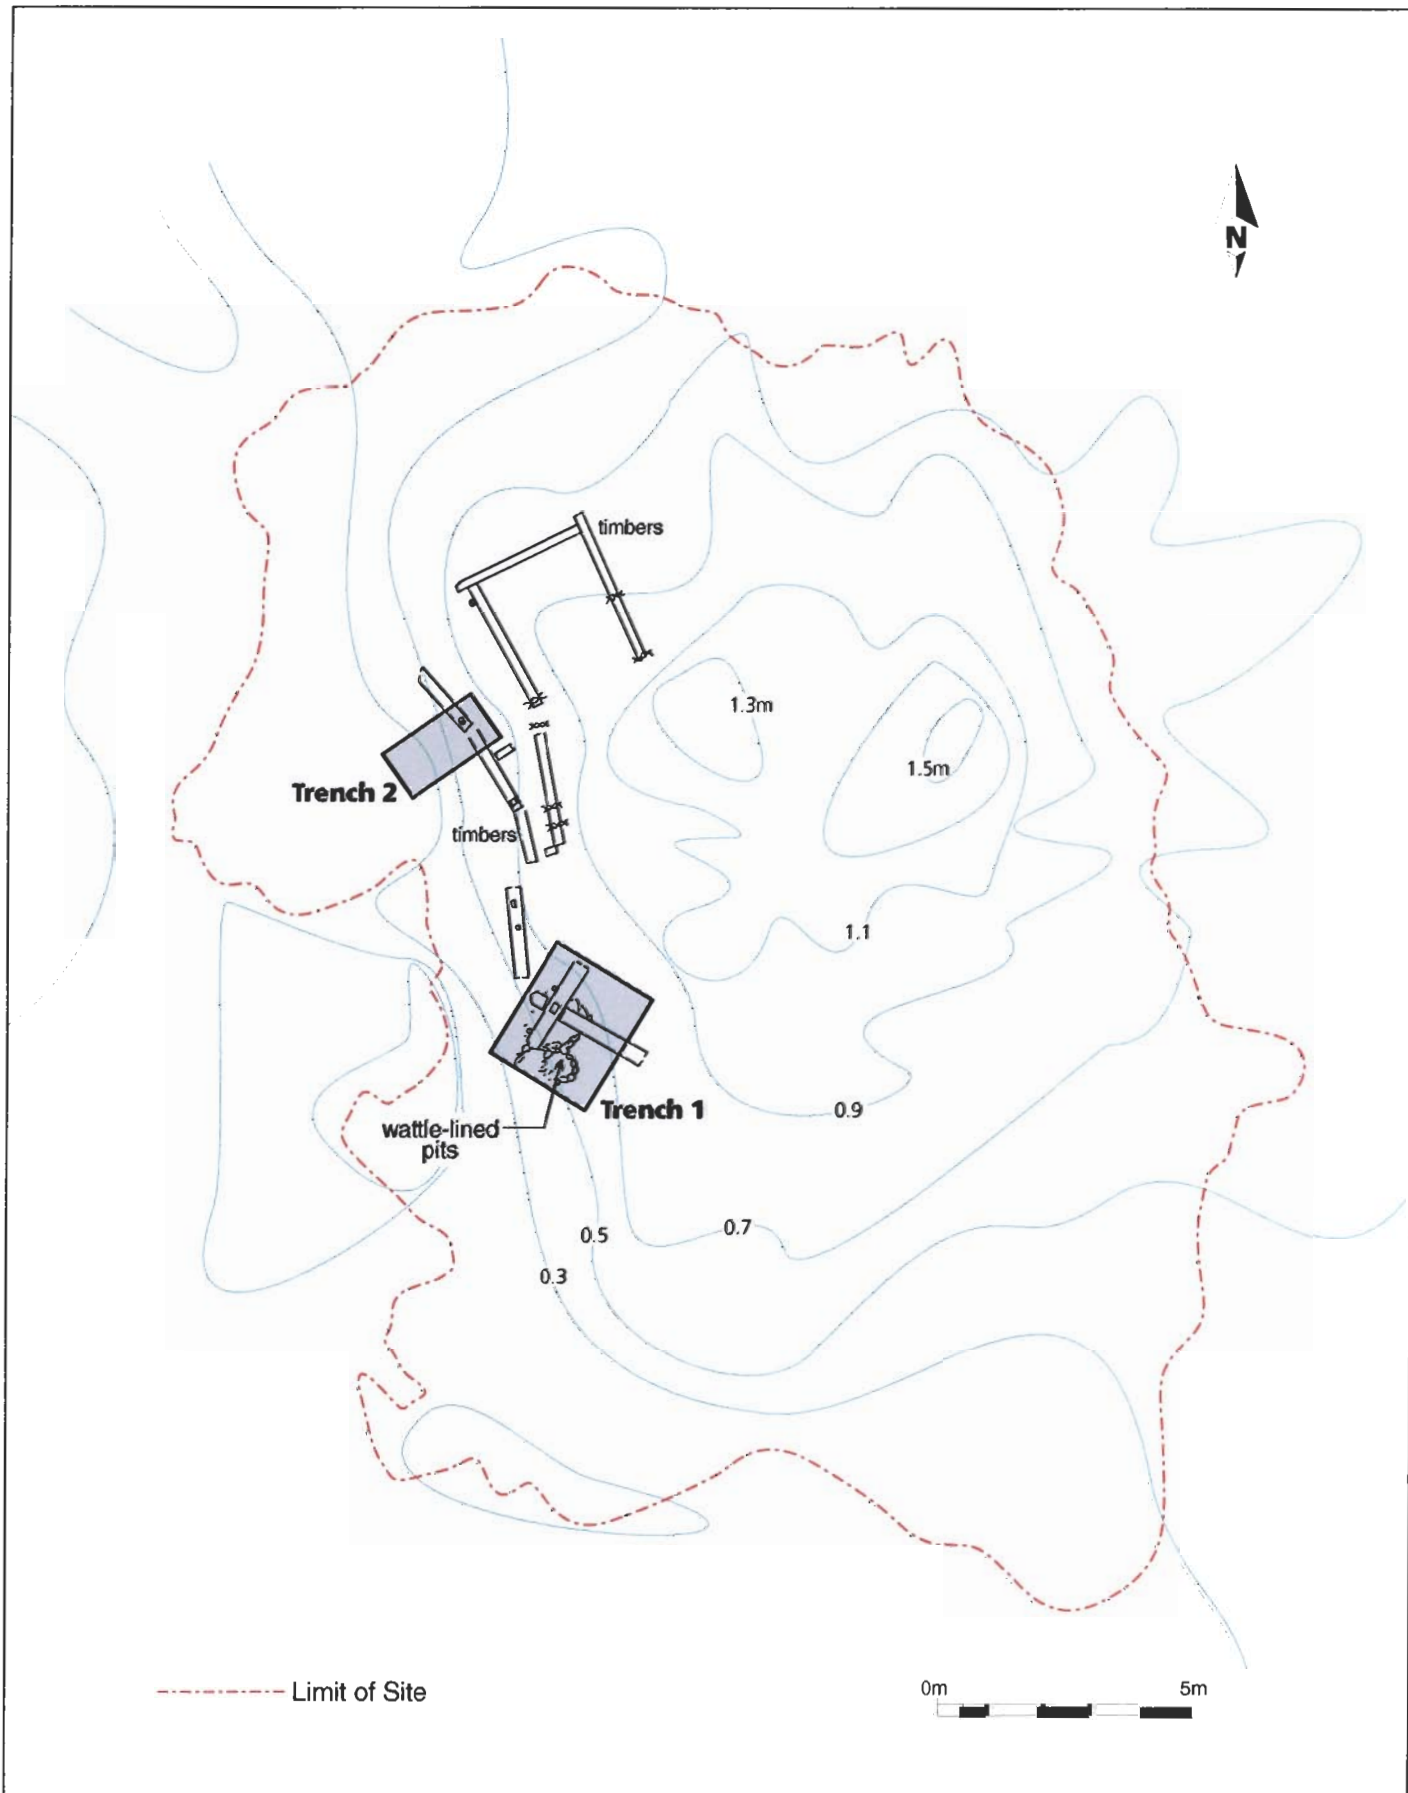 N
timbers
1.3m
1.5m
Trench 2
timbers
1.1
Trench 1
0.9
wattle-lined
pits
0.7
0.5
0.3
Limit of Site
0m 5m